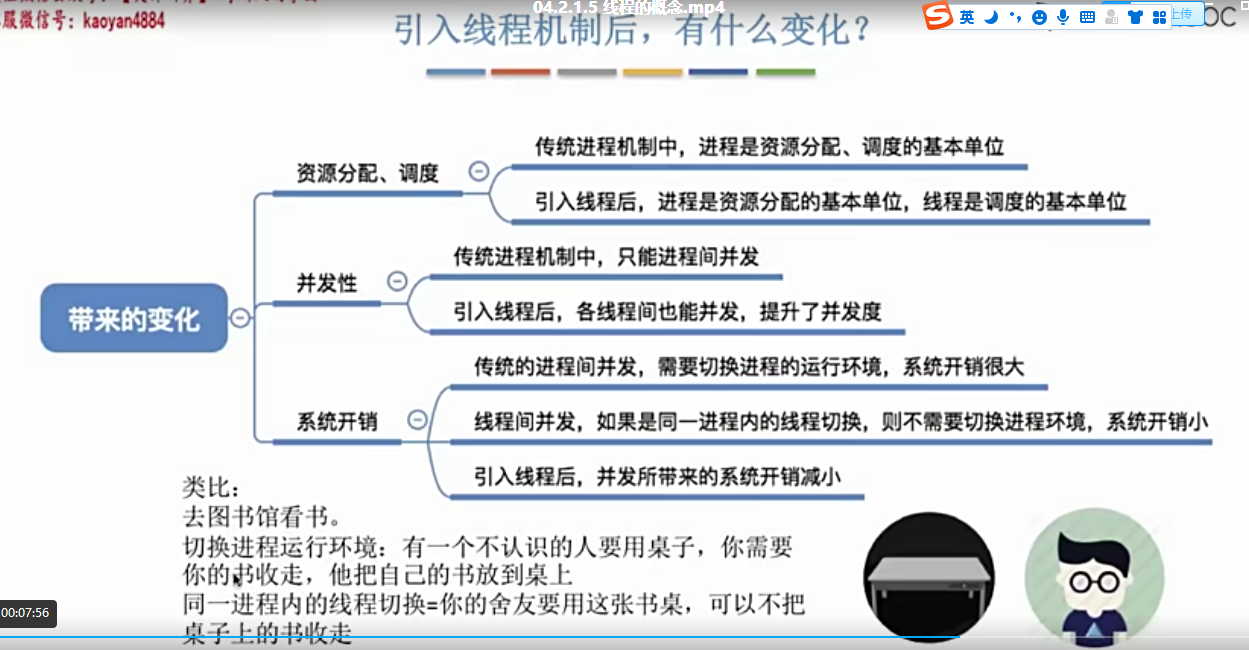 服微信号：kaoyan4884
04.2.1.5 线程的概念.mp4
英
上传
引入线程机制后，有什么变化？
传统进程机制中，进程是资源分配、调度的基本单位
资源分配、调度
引入线程后，进程是资源分配的基本单位，线程是调度的基本单位
传统进程机制中，只能进程间并发
并发性
引入线程后，各线程间也能并发，提升了并发度
带来的变化
传统的进程间并发，需要切换进程的运行环境，系统开销很大
系统开销
线程间并发，如果是同一进程内的线程切换，则不需要切换进程环境，系统开销小
引入线程后，并发所带来的系统开销减小
类比：
去图书馆看书。
切换进程运行环境：有一个不认识的人要用桌子，你需要
你的书收走，他把自己的书放到桌上
同一进程内的线程切换=你的舍友要用这张书桌，可以不把
桌子上的书收走
00:07:56